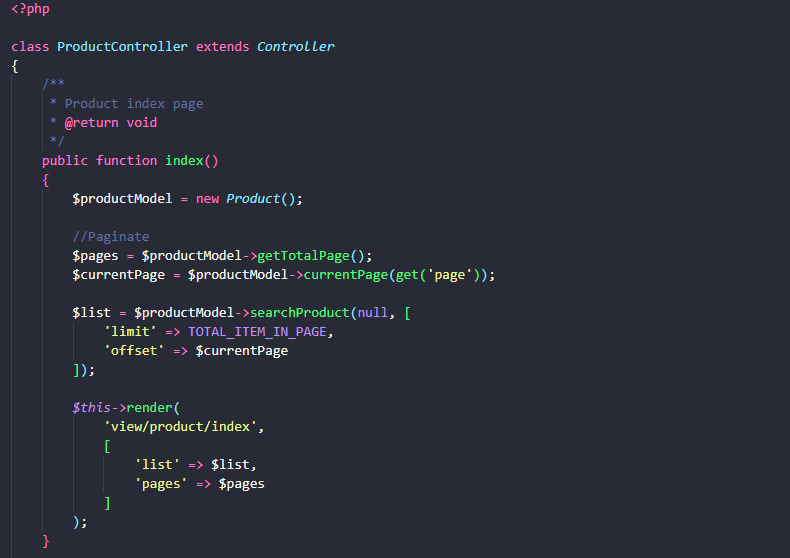 <?php
class ProductController extends Controller
{
/**
* Product index page
* @return void
*/
public function index()
{
$productModel = new Product();
//Paginate
$pages = $productModel->getTotalPage();
$currentPage = $productModel->currentPage(get('page'));
$list = $productModel->searchProduct(null, [
'limit' => TOTAL_ITEM_IN_PAGE,
'offset' => $currentPage
]);
$this->render(
'view/product/index',
[
'list' => $list,
'pages' => $pages
]
);
}